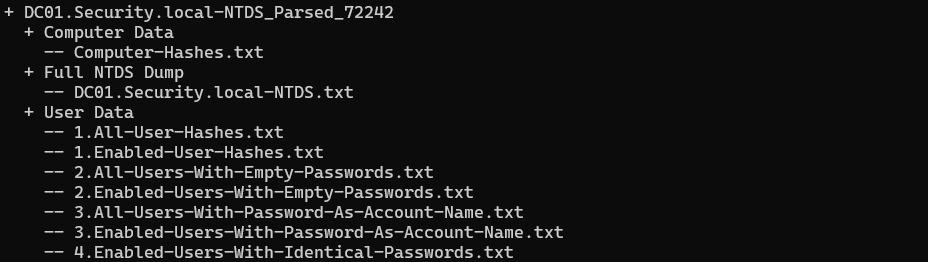 + DC01.Security.local-NTDS_Parsed_72242
+ Computer Data
-- Computer-Hashes.txt
+ Full NTDS Dump
-- DC01.Security.local-NTDS.txt
+ User Data
-- 1.All-User-Hashes.txt
-- 1.Enabled-User-Hashes.txt
-- 2.All-Users-With-Empty-Passwords.txt
-- 2.Enabled-Users-With-Empty-Passwords.txt
-- 3.All-Users-With-Password-As-Account-Name.txt
-- 3.Enabled-Users-With-Password-As-Account-Name.txt
-- 4.Enabled-Users-With-Identical-Passwords.txt